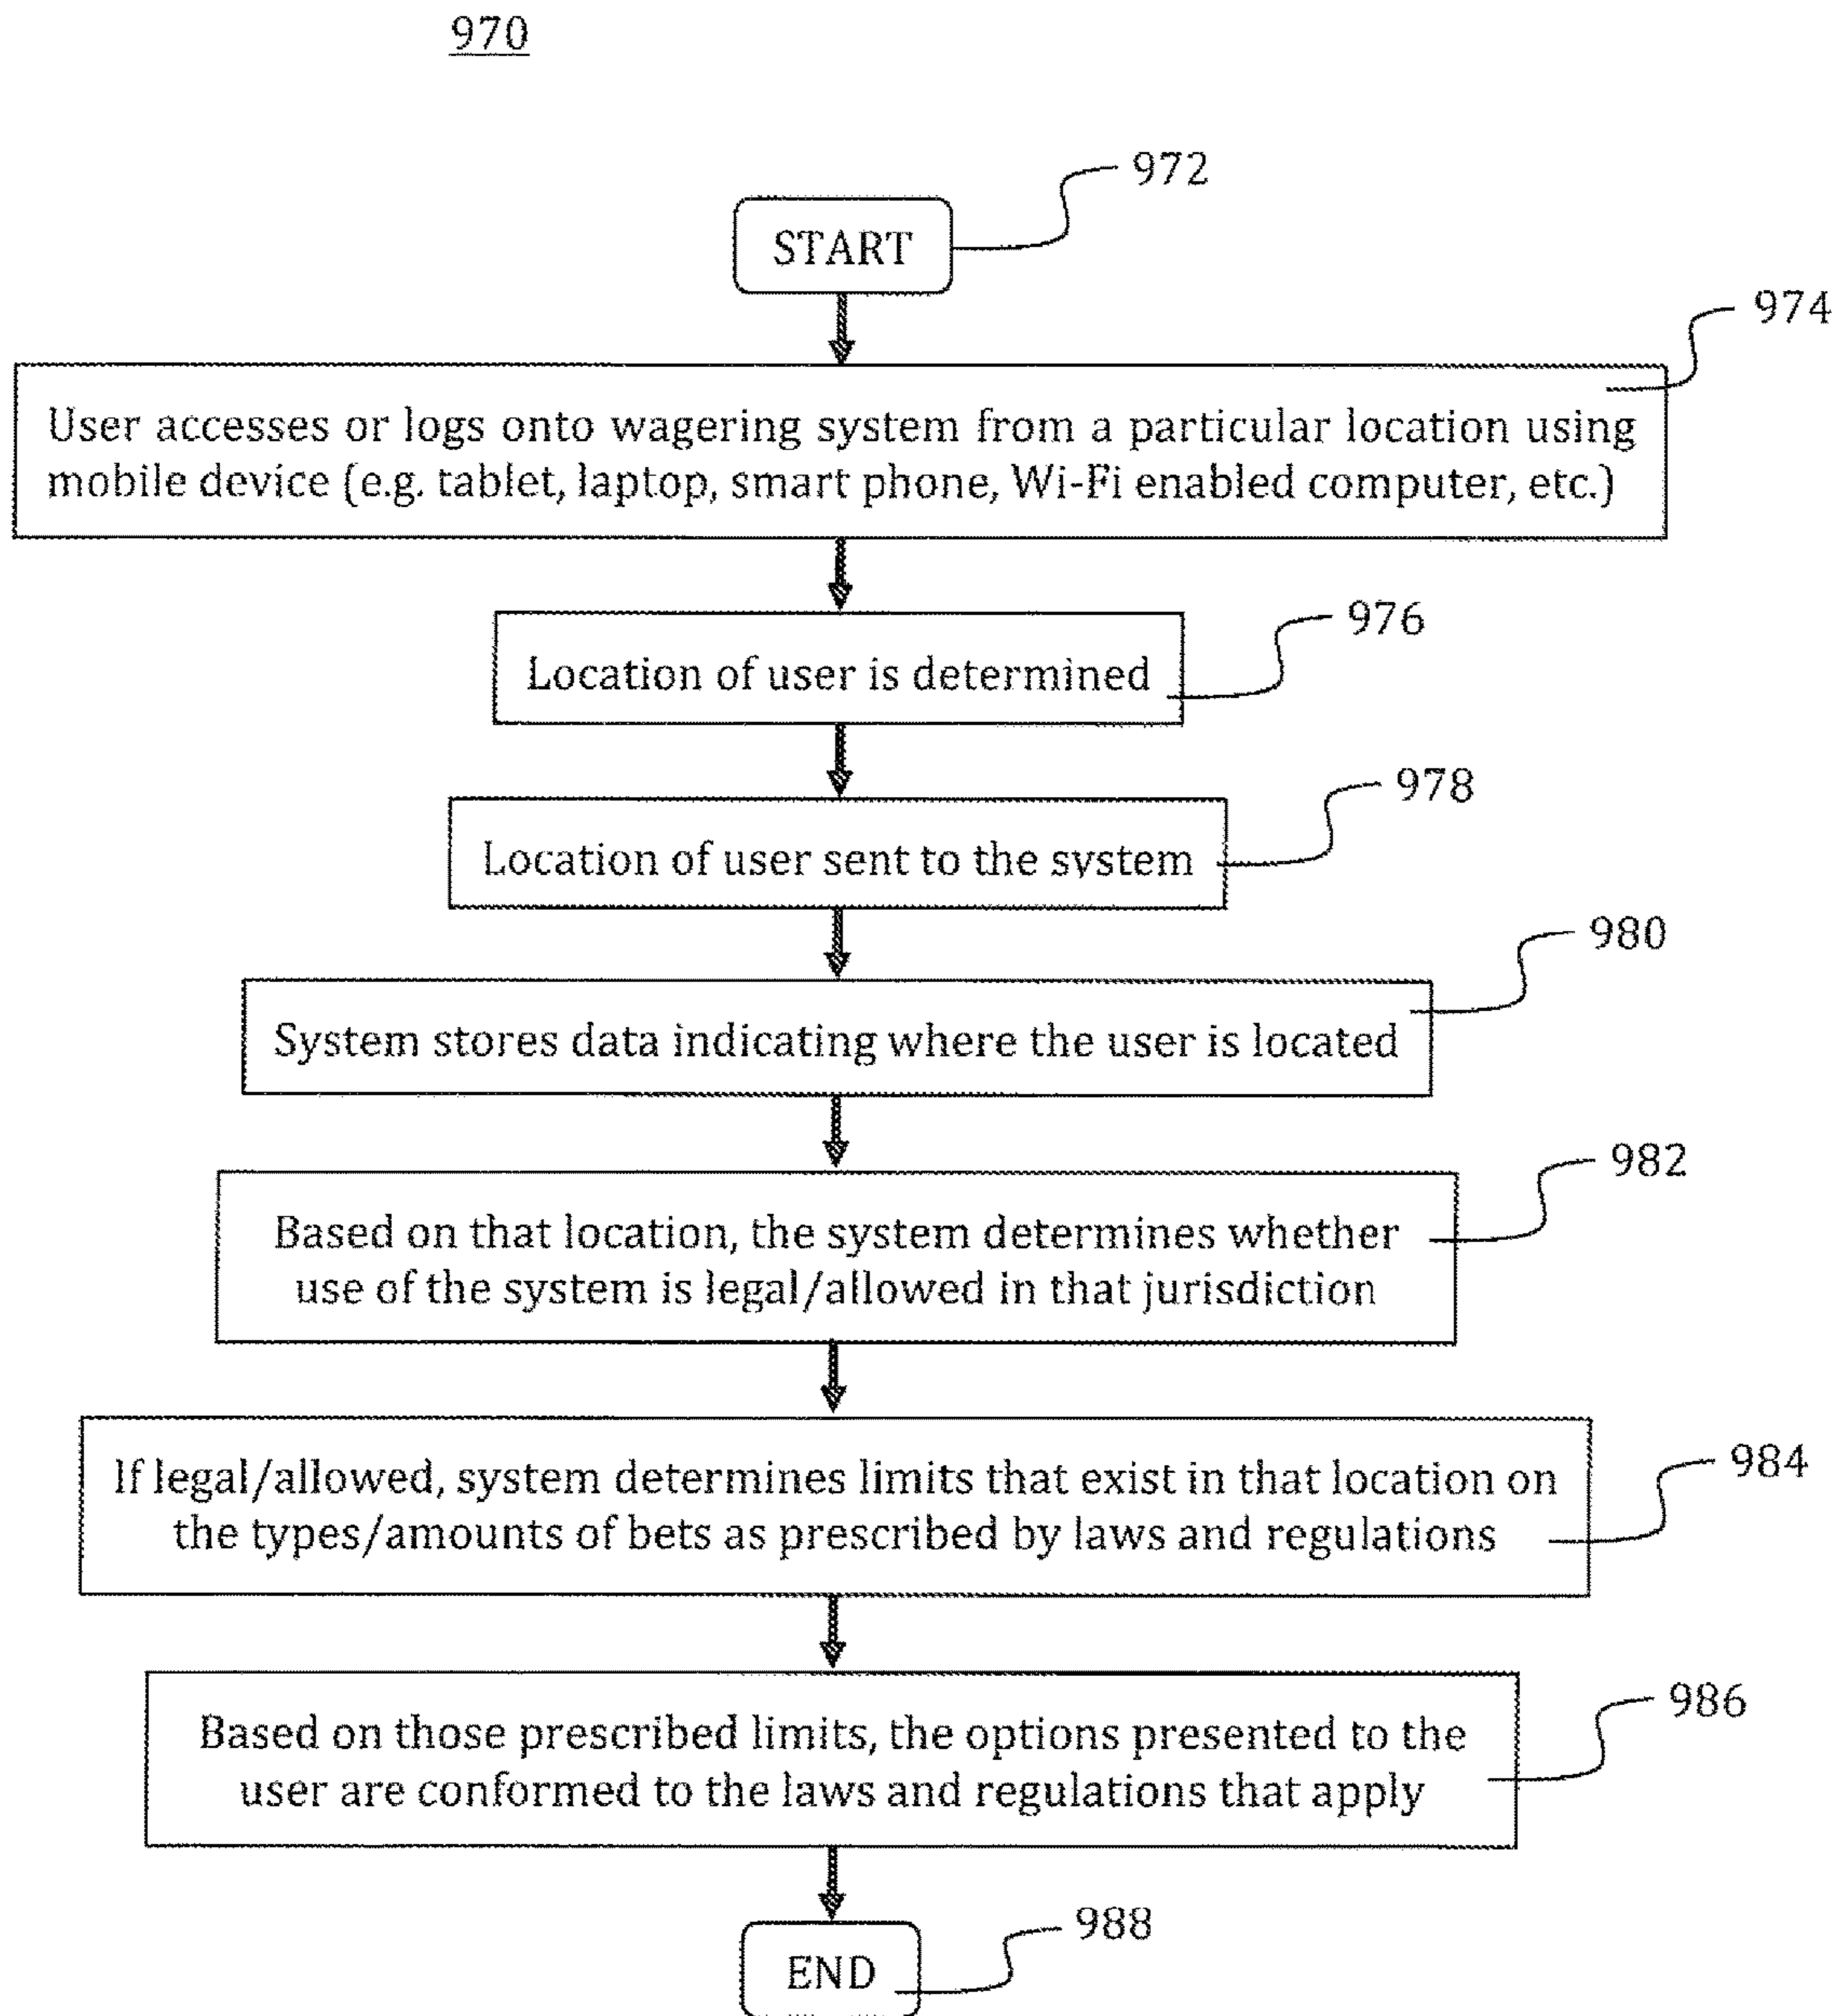 970
972
START
974
User accesses or logs onto wagering system from a particular location using
mobile device (e.g. tablet, laptop, smart phone, Wi-Fi enabled computer, etc.)
976
Location of user is determined
978
Location of user sent to the system
980
System stores data indicating where the user is located
982
Based on that location, the system determines whether
use of the system is legal/allowed in that jurisdiction
984
If legal/allowed, system determines limits that exist in that location on
the types/amounts of bets as prescribed by laws and regulations
986
Based on those prescribed limits, the options presented to the
user are conformed to the laws and regulations that apply
988
END